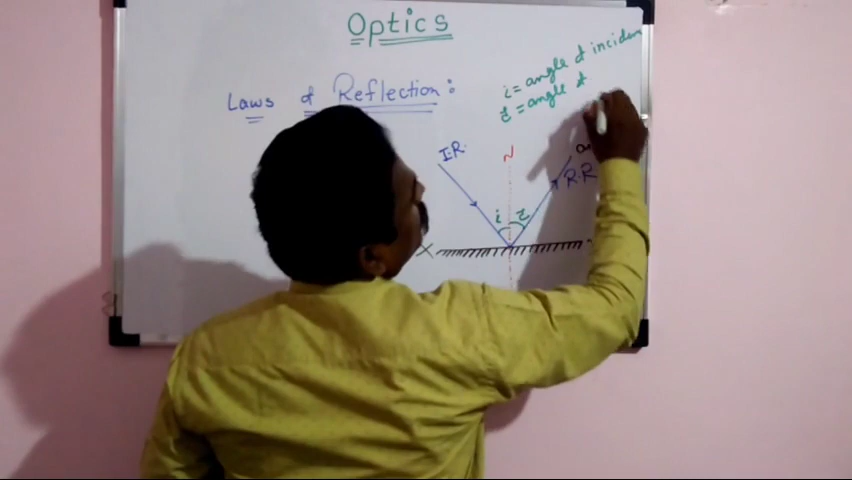 Optics
Laws of Reflection:
i = angle of inciden
r = angle of
I.R.
N
R.R
i
r
X